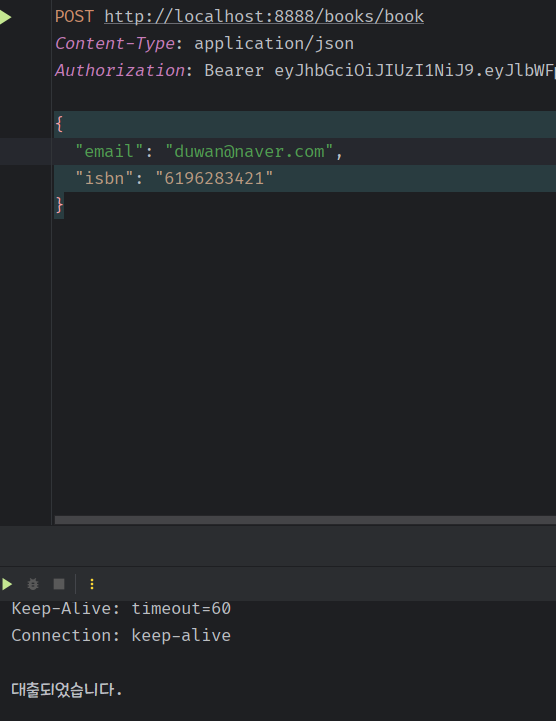 POST http://localhost:8888/books/book
Content-Type: application/json
Authorization: Bearer eyJhbGciOiJIUzI1NiJ9.eyJlbWF
{
"email": "duwan@naver.com",
"isbn": "6196283421"
}
Keep-Alive: timeout=60
Connection: keep-alive
대출되었습니다.